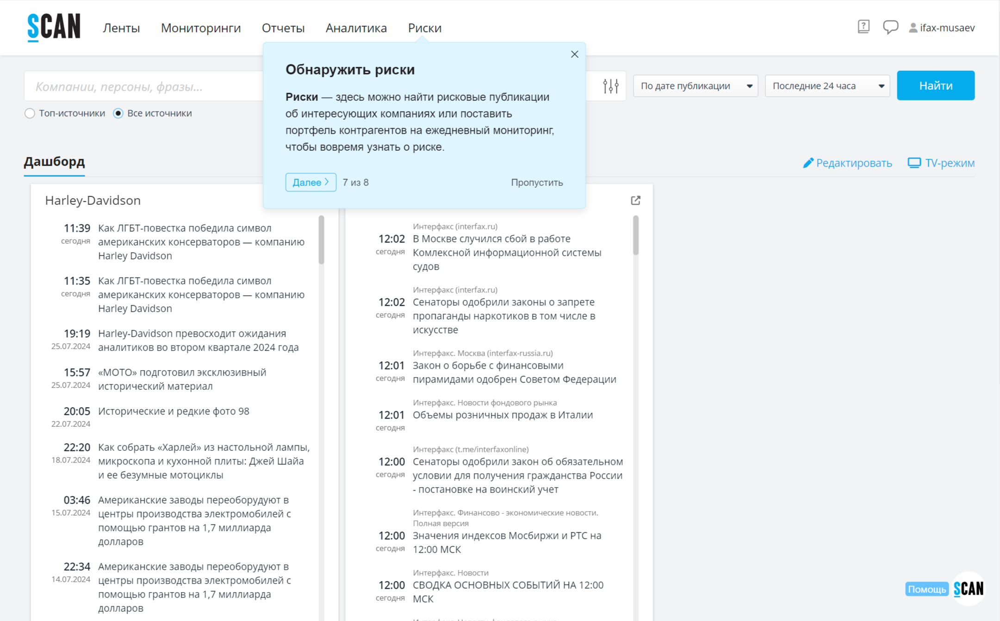 SCAN
Ленты
Мониторинги
Отчеты
Аналитика
Риски
ifax-musaev
Обнаружить риски
Риски — здесь можно найти рисковые публикации
об интересующих компаниях или поставить
портфель контрагентов на ежедневный мониторинг,
чтобы вовремя узнать о риске.
Далее
7 из 8
Пропустить
Компании, персоны, фразы...
По дате публикации
Последние 24 часа
Найти
Топ-источники
Все источники
Дашборд
Редактировать
TV-режим
Harley-Davidson
11:39
сегодня
Как ЛГБТ-повестка победила символ
американских консерваторов — компанию
Harley Davidson
11:35
сегодня
Как ЛГБТ-повестка победила символ
американских консерваторов — компанию
Harley Davidson
19:19
25.07.2024
Harley-Davidson превосходит ожидания
аналитиков во втором квартале 2024 года
15:57
25.07.2024
«МОТО» подготовил эксклюзивный
исторический материал
20:05
22.07.2024
Исторические и редкие фото 98
22:20
18.07.2024
Как собрать «Харлей» из настольной лампы,
микроскопа и кухонной плиты: Джей Шайа
и ее безумные мотоциклы
03:46
15.07.2024
Американские заводы переоборудуют в
центры производства электромобилей с
помощью грантов на 1,7 миллиарда
долларов
22:34
14.07.2024
Американские заводы переоборудуют в
центры производства электромобилей с
помощью грантов на 1,7 миллиарда
долларов
Интерфакс (interfax.ru)
12:02
сегодня
В Москве случился сбой в работе
Комлексной информационной системы
судов
Интерфакс (interfax.ru)
12:02
сегодня
Сенаторы одобрили законы о запрете
пропаганды наркотиков в том числе в
искусстве
Интерфакс. Москва (interfax-russia.ru)
12:01
сегодня
Закон о борьбе с финансовыми
пирамидами одобрен Советом Федерации
Интерфакс. Новости фондового рынка
12:01
сегодня
Объемы розничных продаж в Италии
Интерфакс (t.me/interfaxonline)
12:00
сегодня
Сенаторы одобрили закон об обязательном
условии для получения гражданства России
- постановке на воинский учет
Интерфакс. Финансово - экономические новости.
Полная версия
12:00
сегодня
Значения индексов Мосбиржи и РТС на
12:00 МСК
Интерфакс. Новости
12:00
сегодня
СВОДКА ОСНОВНЫХ СОБЫТИЙ НА 12:00
МСК
Помощь
SCAN